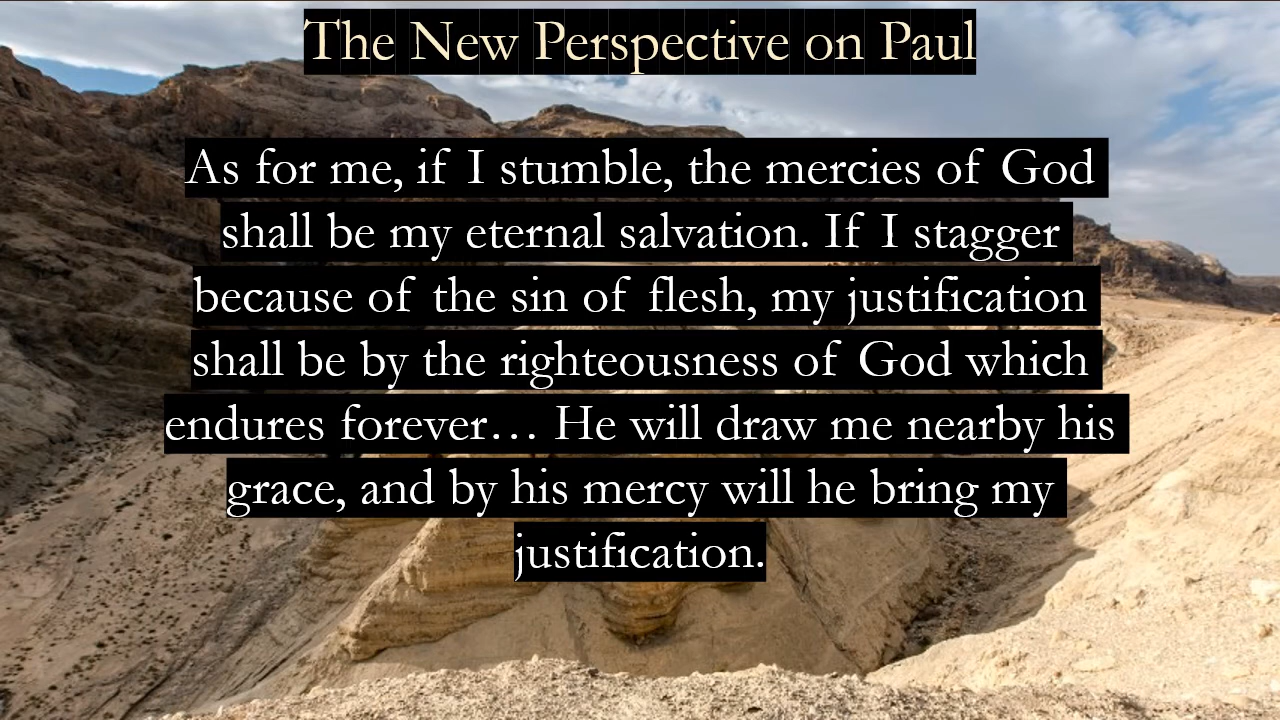 The New Perspective on Paul
As for me, if I stumble, the mercies of God
shall be my eternal salvation. If I stagger
because of the sin of flesh, my justification
shall be by the righteousness of God which
endures forever… He will draw me nearby his
grace, and by his mercy will he bring my
justification.